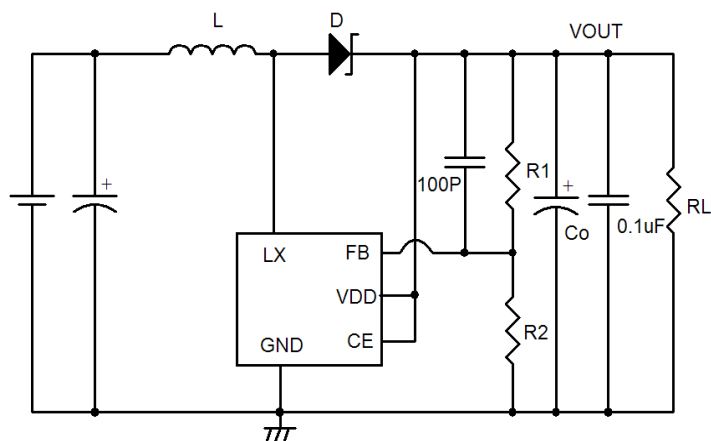 L
D
VOUT
+
100P
R1
+
Co
0.1uF
RL
LX
FB
VDD
GND
CE
R2